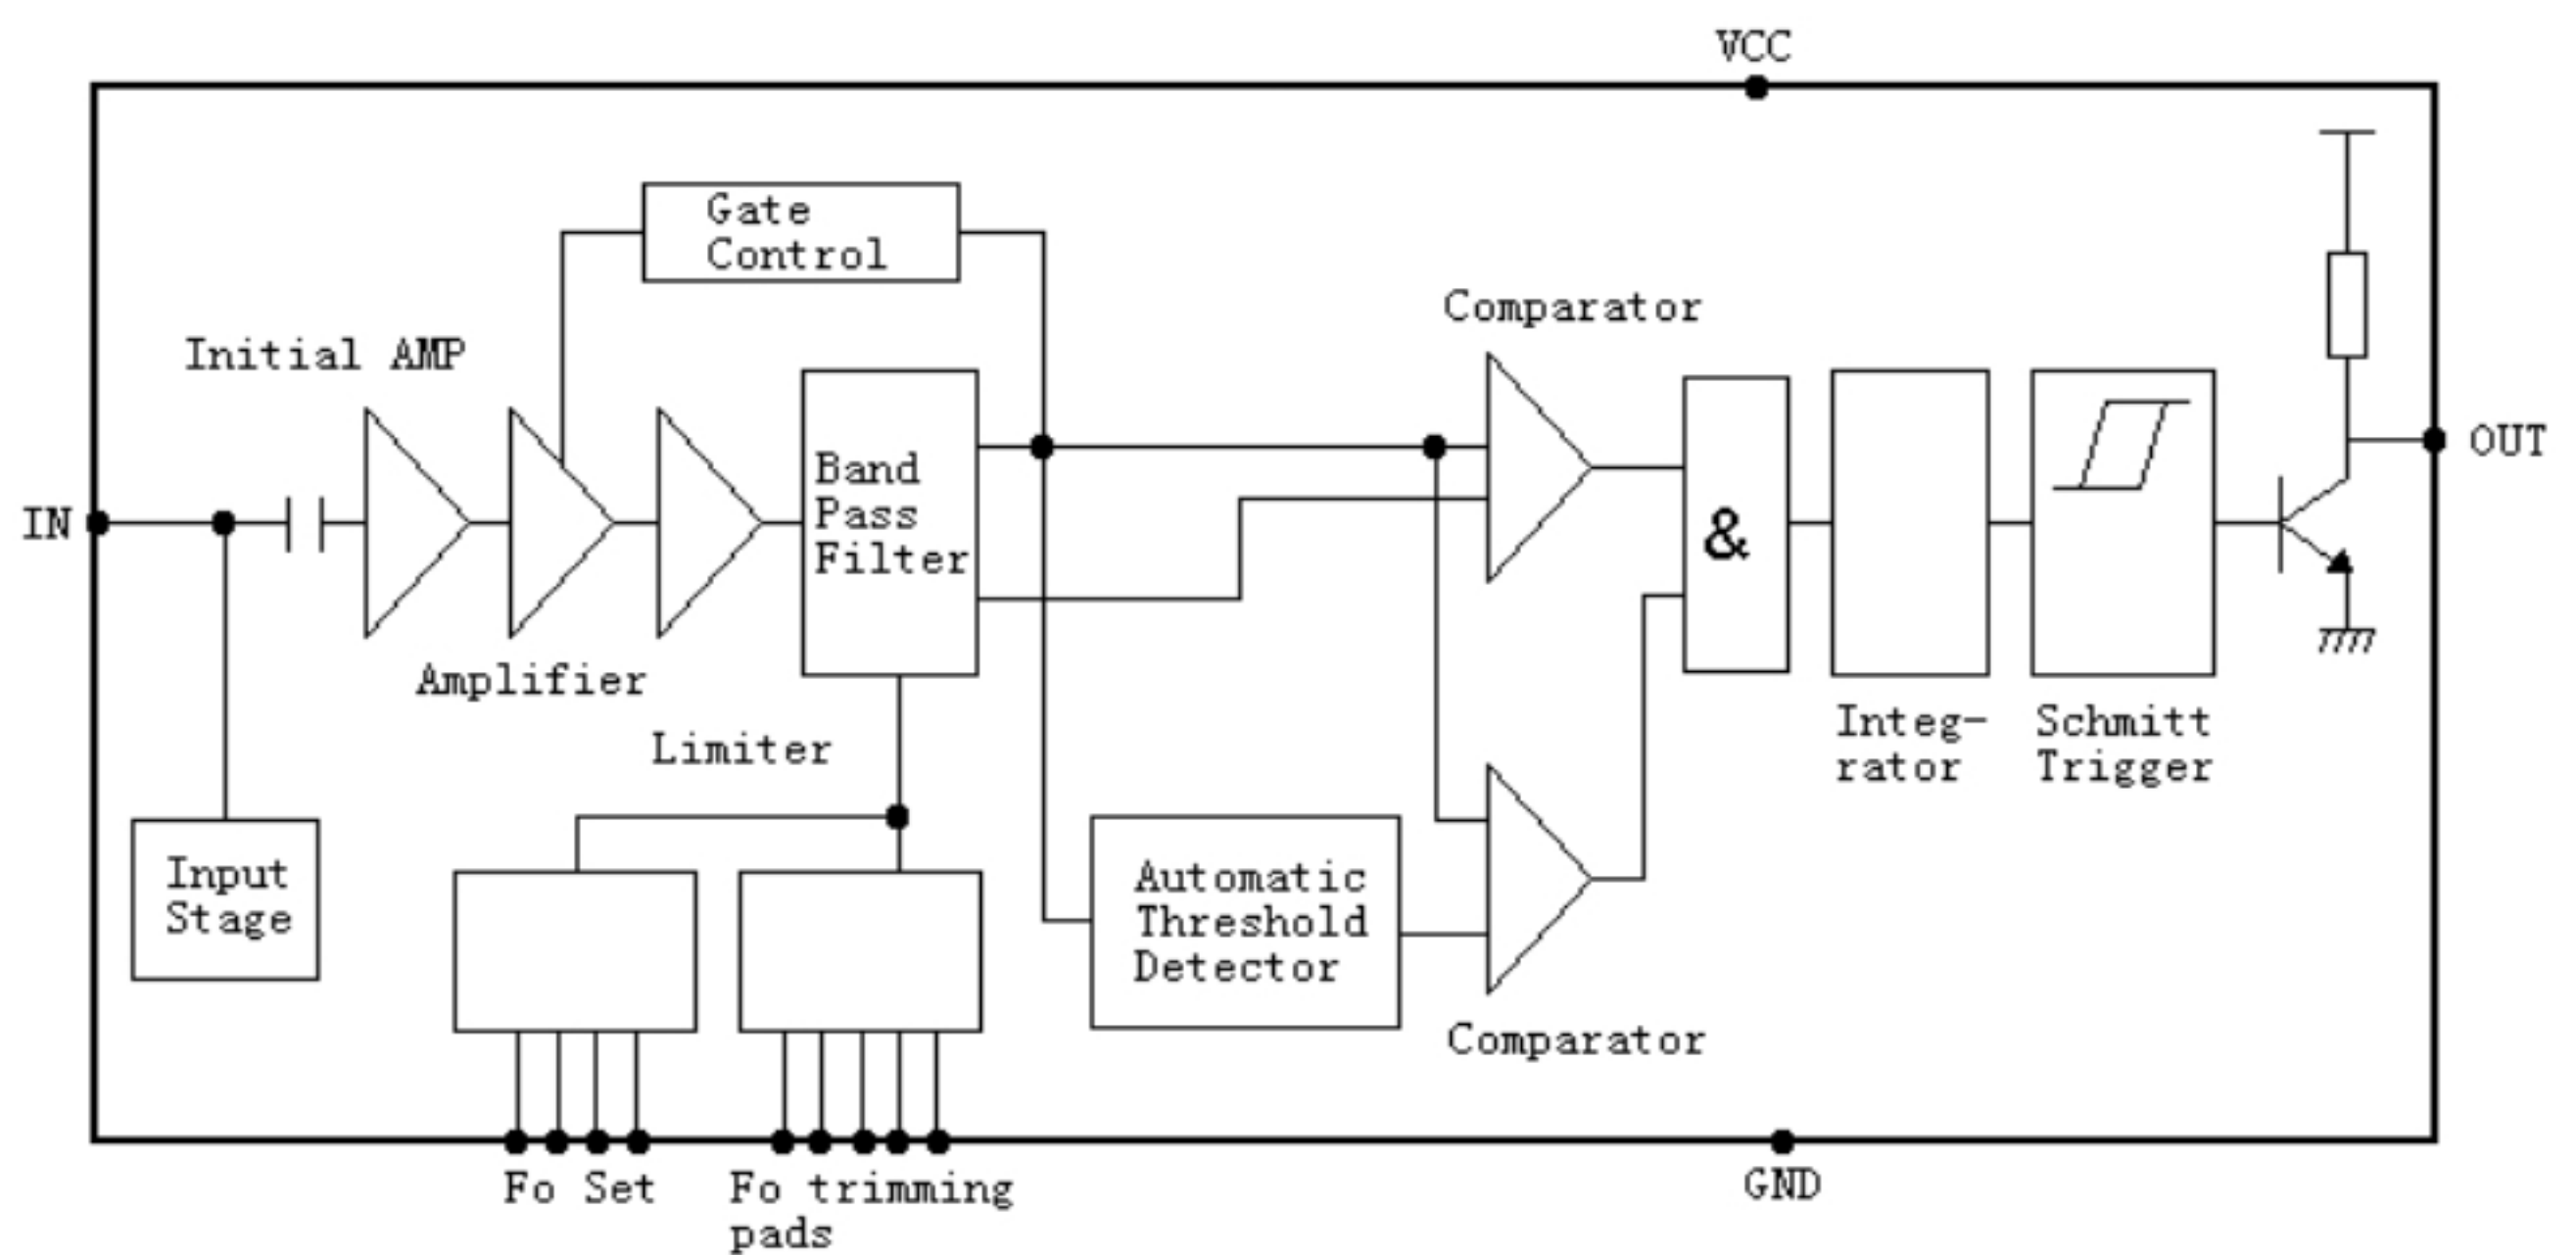 VCC
Gate
Control
Comparator
Initial AMP
Band
Pass
Filter
IN
&
OUT
Amplifier
Limiter
Integ-
rator
Schmitt
Trigger
Input
Stage
Automatic
Threshold
Detector
Comparator
Fo Set
Fo trimming
pads
GND